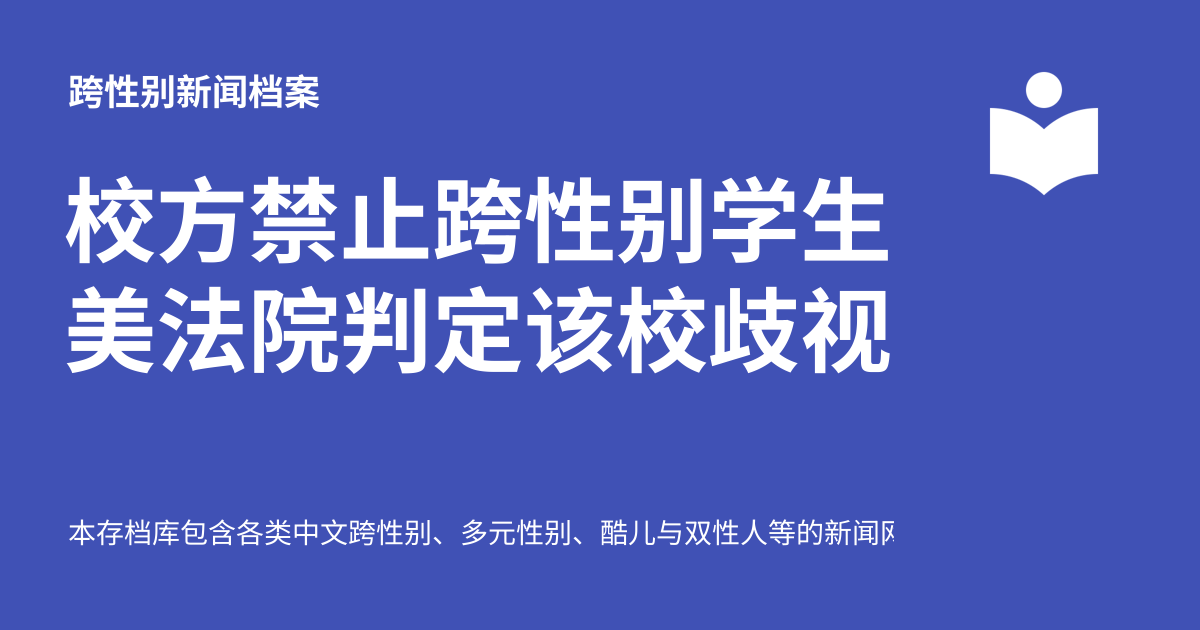 跨性别新闻档案
校方禁止跨性别学生
美法院判定该校歧视
本存档库包含各类中文跨性别、多元性别、酷儿与双性人等的新闻